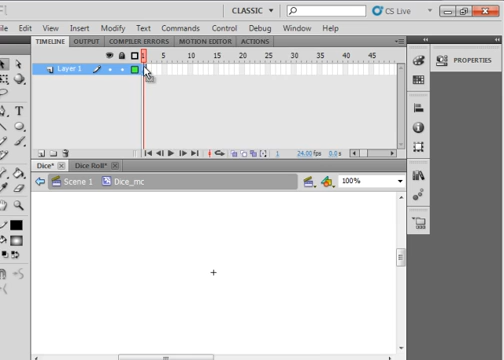 CLASSIC CS Live
Edit View Insert Modify Text Commands Control Debug Window Help
TIMELINE OUTPUT COMPILER ERRORS MOTION EDITOR ACTIONS
PROPERTIES
1 5 10 15 20 25 30 35 40 45
Layer 1
1 24.00 fps 0.0 s
Dice* Dice Roll*
Scene 1 Dice_mc 100%